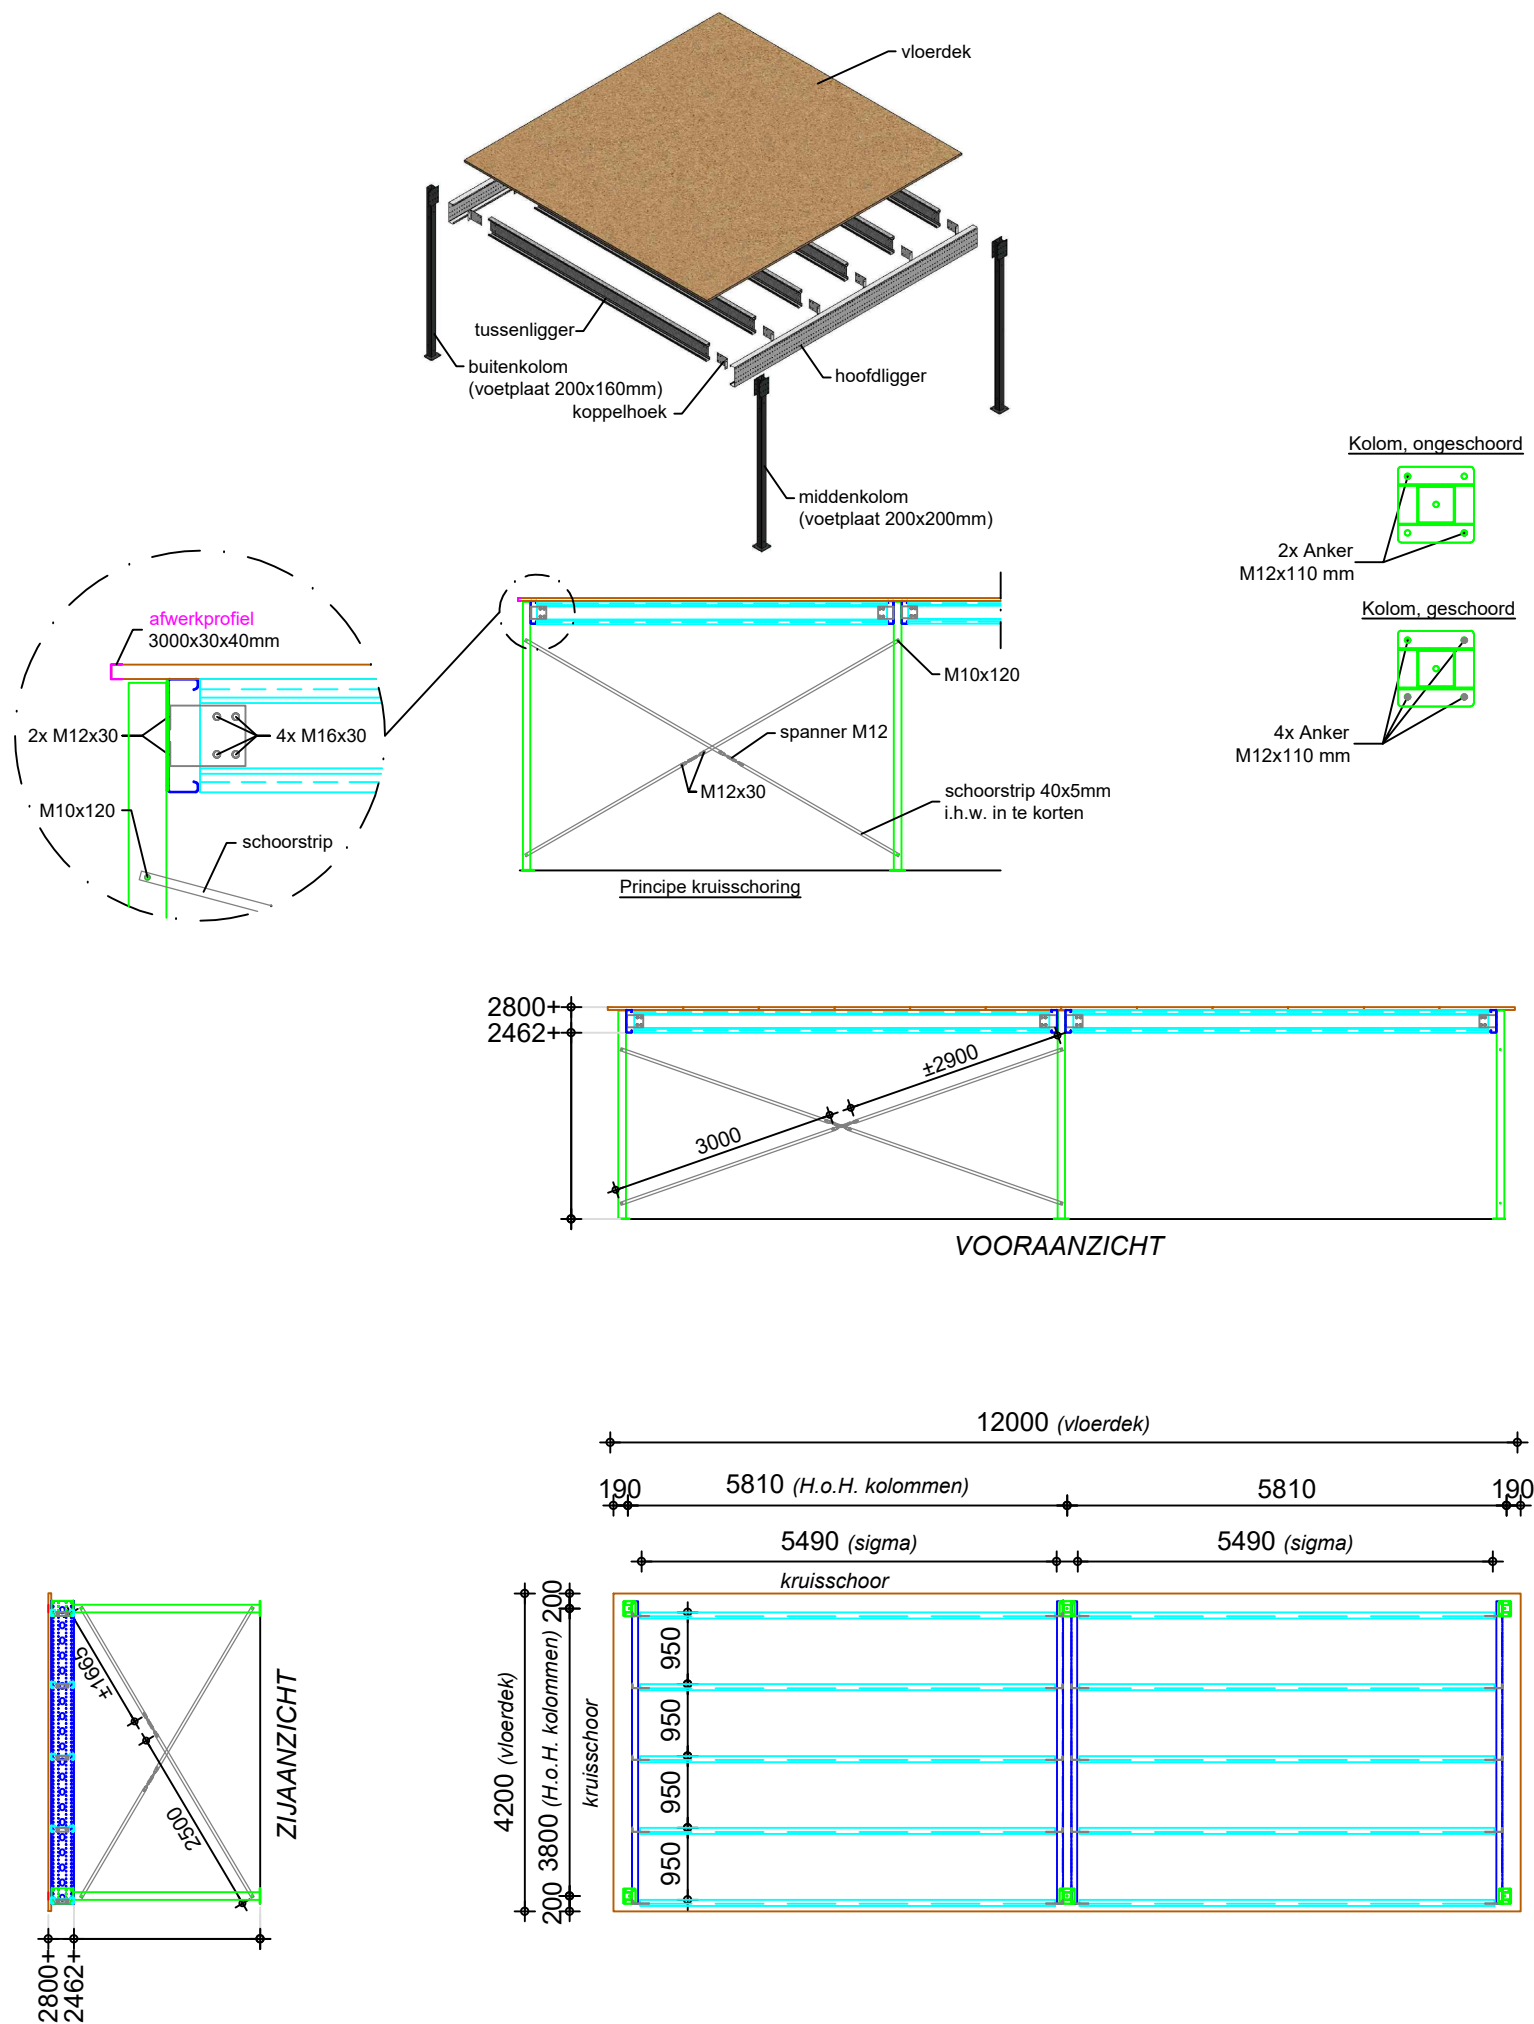 vloerdek
tussenligger
buitenkolom
(voetplaat 200x160mm)
koppelhoek
hoofdligger
middenkolom
(voetplaat 200x200mm)
Kolom, ongeschoord
2x Anker
M12x110 mm
Kolom, geschoord
4x Anker
M12x110 mm
afwerkprofiel
3000x30x40mm
2x M12x30
4x M16x30
M10x120
schoorstrip
M10x120
spanner M12
M12x30
schoorstrip 40x5mm
i.h.w. in te korten
Principe kruisschoring
2800+
2462+
±2900
3000
VOORAANZICHT
12000 (vloerdek)
190
5810 (H.o.H. kolommen)
5810
190
5490 (sigma)
5490 (sigma)
kruisschoor
4200 (vloerdek)
200
3800 (H.o.H. kolommen)
200
kruisschoor
950
950
950
950
±1665
2500
ZIJAANZICHT
2800+
2462+